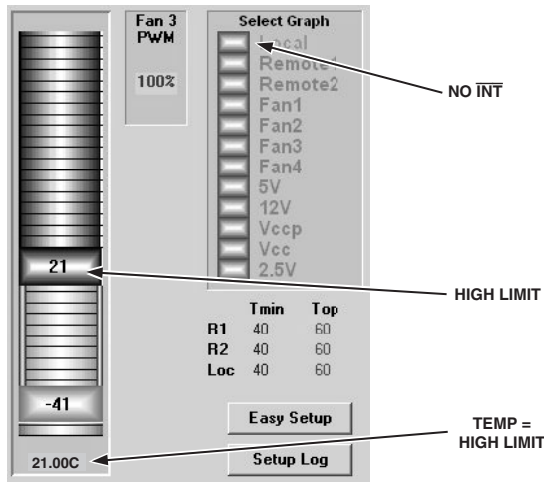 Fan 3
PWM
100%
Select Graph
Local
Remote1
Remote2
Fan1
Fan2
Fan3
Fan4
5V
12V
Vccp
Vcc
2.5V
NO INT
21
HIGH LIMIT
Tmin Top
R1 40 60
R2 40 60
Loc 40 60
-41
Easy Setup
TEMP =
HIGH LIMIT
21.00C
Setup Log